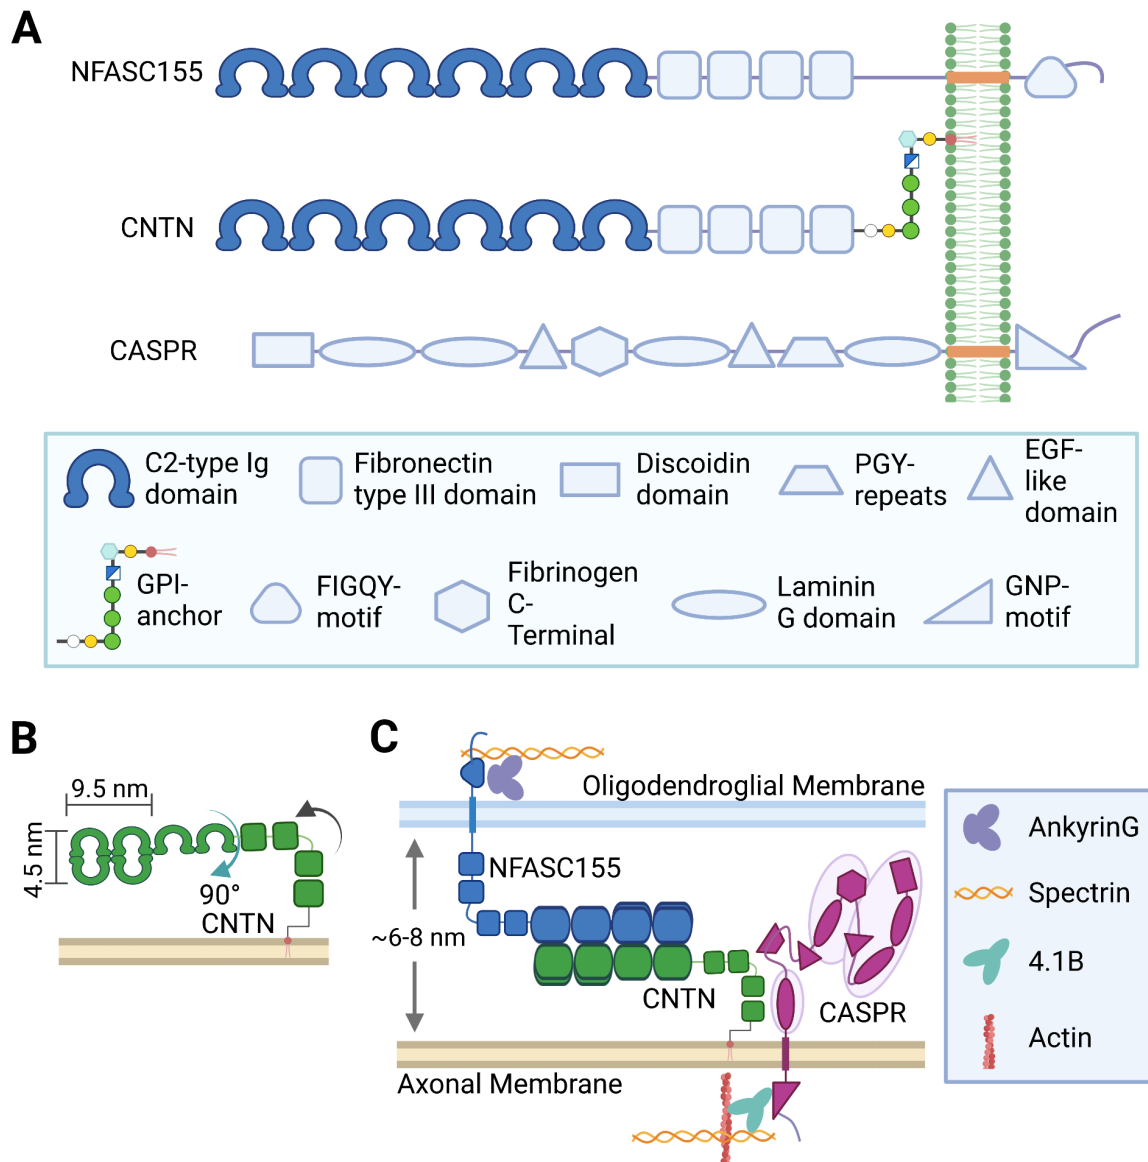 A
NFASC155
CNTN
CASPR
C2-type Ig
domain
Fibronectin
type III domain
Discoidin
domain
PGY-
repeats
EGF-
like
domain
GPI-
anchor
FIGQY-
motif
Fibrinogen
C-
Terminal
Laminin
G domain
GNP-
motif
B
9.5 nm
4.5 nm
90°
CNTN
C
Oligodendroglial Membrane
NFASC155
~6-8 nm
CNTN
CASPR
Axonal Membrane
AnkyrinG
Spectrin
4.1B
Actin